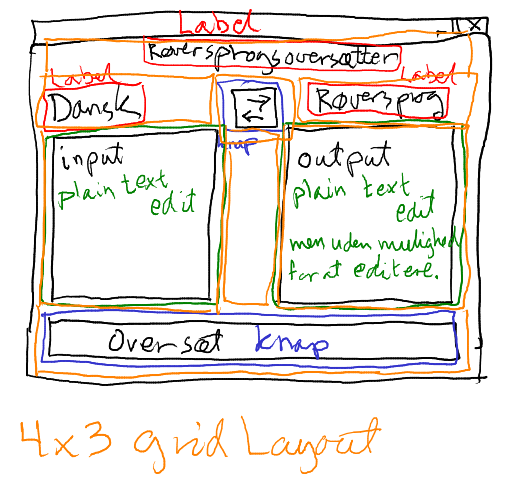 Label
X
Røversprogsoversætter
Label
Label
Dansk
Røversprog
knap
input
plain text
edit
output
plain text
edit
men uden mulighed
for at editere.
Oversæt knap
4x3 grid Layout